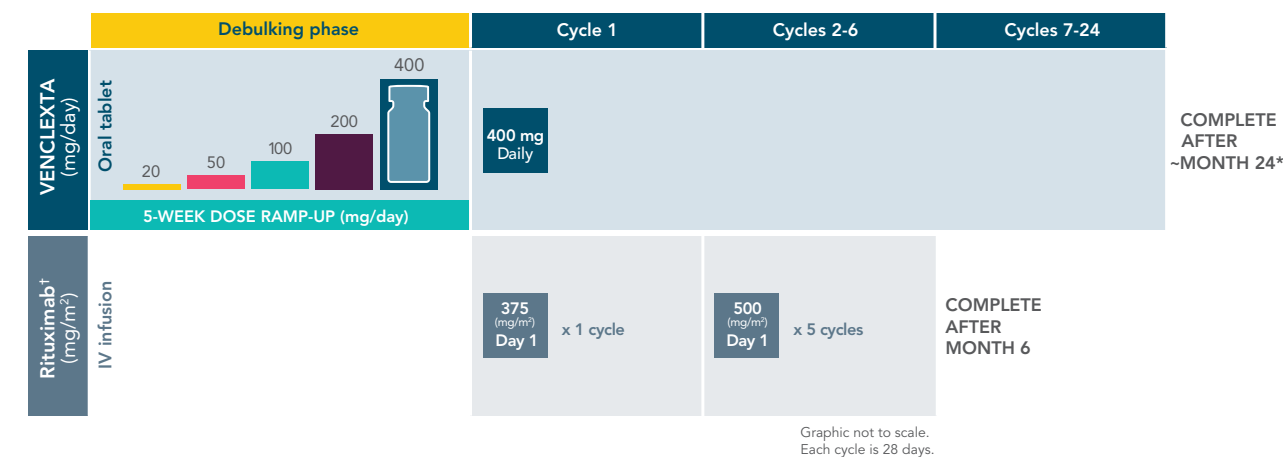 Debulking phase
Cycle 1
Cycles 2-6
Cycles 7-24
VENCLEXTA
(mg/day)
Oral tablet
20
50
100
200
400
5-WEEK DOSE RAMP-UP (mg/day)
400 mg
Daily
COMPLETE
AFTER
~MONTH 24*
Rituximab†
(mg/m²)
IV infusion
375
(mg/m²)
Day 1
x 1 cycle
500
(mg/m²)
Day 1
x 5 cycles
COMPLETE
AFTER
MONTH 6
Graphic not to scale.
Each cycle is 28 days.